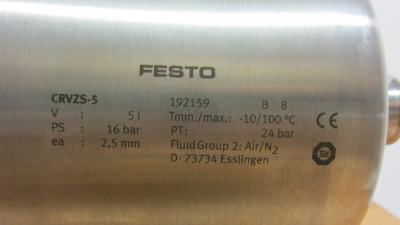 FESTO
CRVZS-5 192159 B 8
V : 5 l Tmin./max.: -10/100 °C
PS : 16 bar PT: 24 bar
ea : 2,5 mm Fluid Group 2: Air/N2
D- 73734 Esslingen
CE